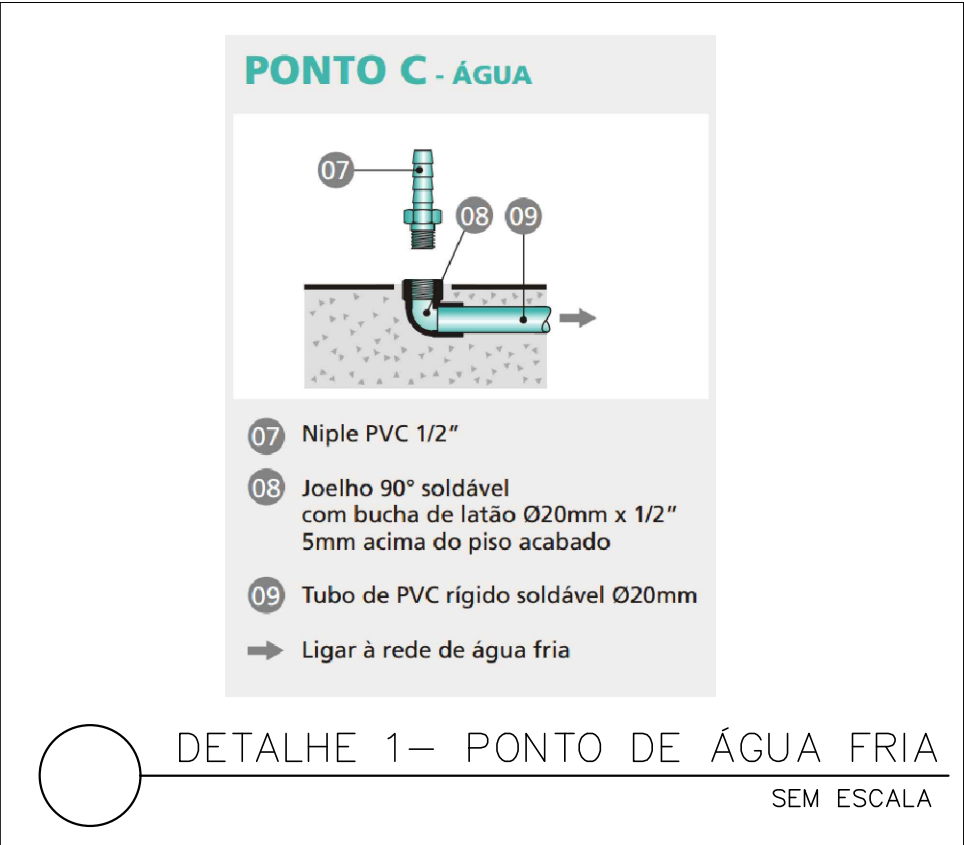 PONTO C - ÁGUA
07
08 09
07 Niple PVC 1/2"
08 Joelho 90° soldável
com bucha de latão Ø20mm x 1/2"
5mm acima do piso acabado
09 Tubo de PVC rígido soldável Ø20mm
Ligar à rede de água fria
DETALHE 1- PONTO DE ÁGUA FRIA
SEM ESCALA